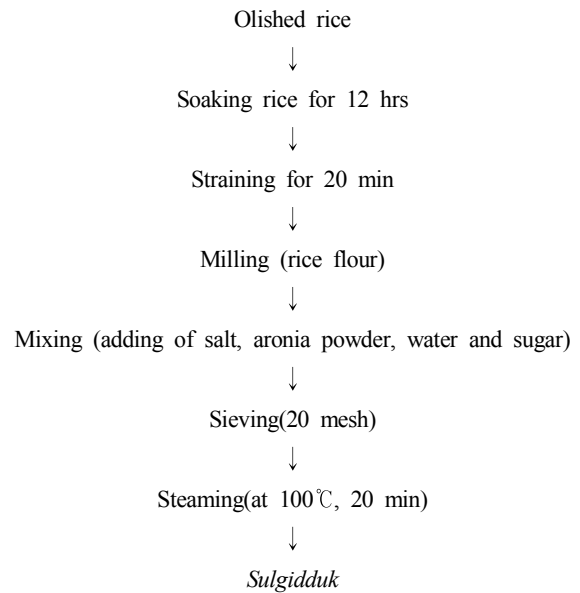 Olished rice
↓
Soaking rice for 12 hrs
↓
Straining for 20 min
↓
Milling (rice flour)
↓
Mixing (adding of salt, aronia powder, water and sugar)
↓
Sieving(20 mesh)
↓
Steaming(at 100℃, 20 min)
↓
Sulgidduk